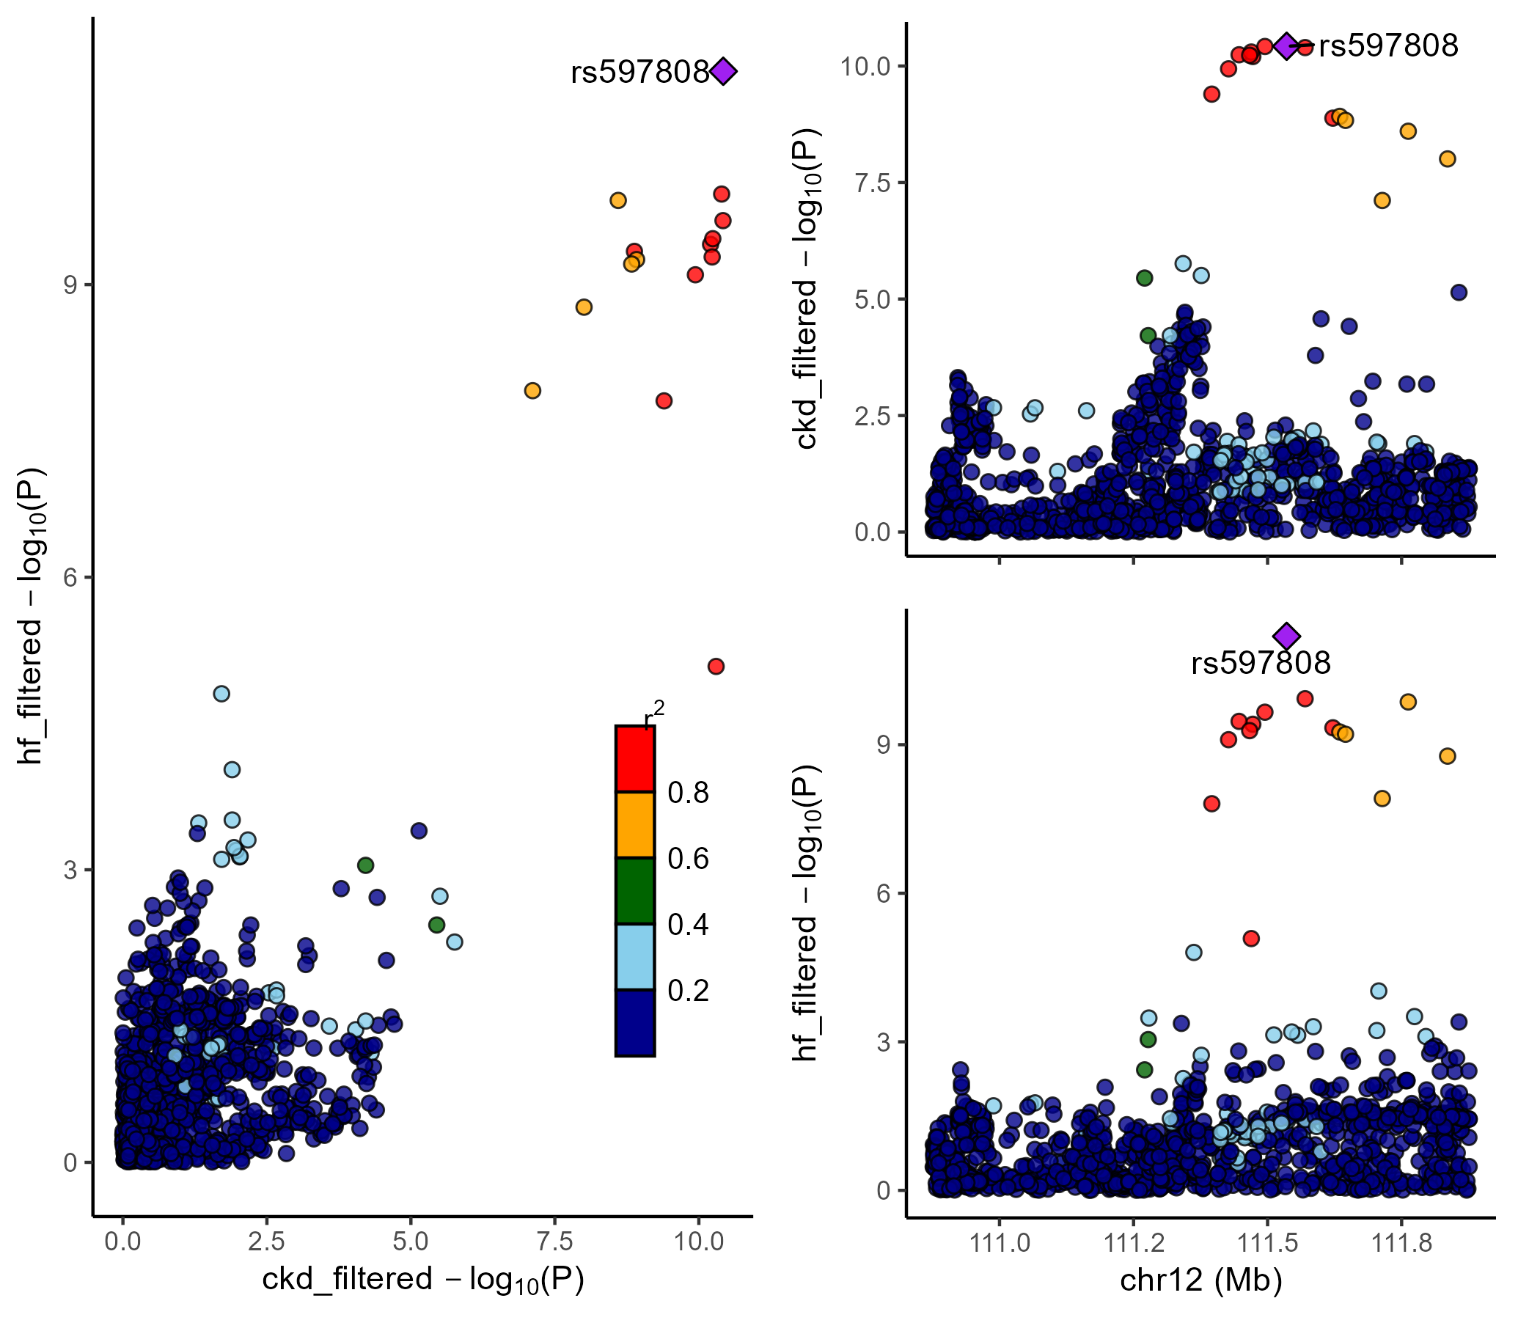 rs597808
hf_filtered −log10(P)
9
6
3
0
r2
0.8
0.6
0.4
0.2
0.0
2.5
5.0
7.5
10.0
ckd_filtered −log10(P)
rs597808
ckd_filtered −log10(P)
10.0
7.5
5.0
2.5
0.0
rs597808
hf_filtered −log10(P)
9
6
3
0
111.0
111.2
111.5
111.8
chr12 (Mb)